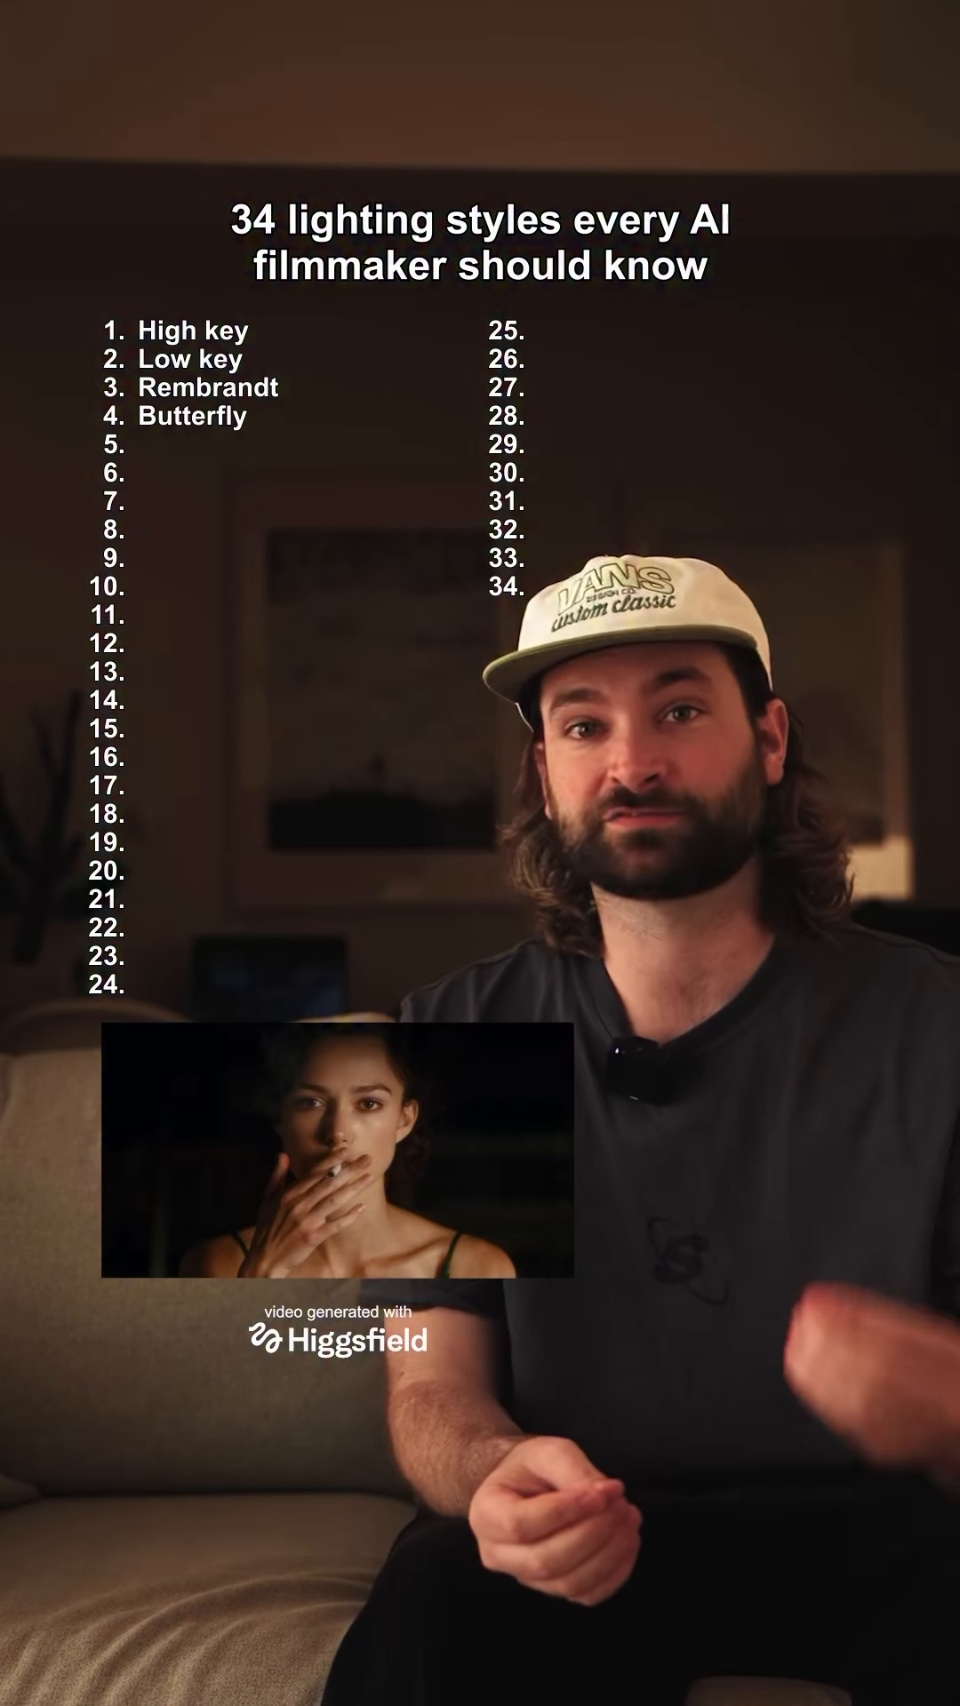 34 lighting styles every AI
filmmaker should know
1. High key
2. Low key
3. Rembrandt
4. Butterfly
5.
6.
7.
8.
9.
10.
11.
12.
13.
14.
15.
16.
17.
18.
19.
20.
21.
22.
23.
24.
25.
26.
27.
28.
29.
30.
31.
32.
33.
34.
VANS
DESIGN CO.
custom classic
video generated with
Higgsfield